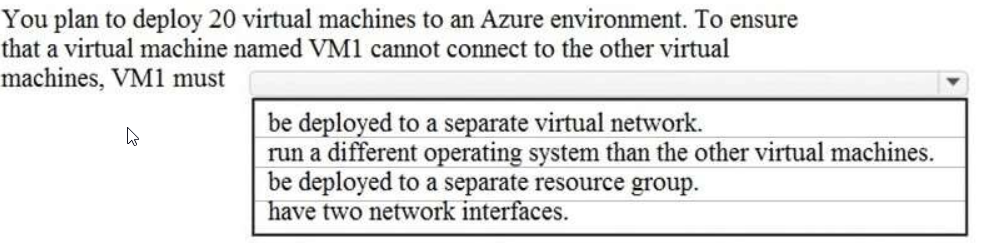 You plan to deploy 20 virtual machines to an Azure environment. To ensure
that a virtual machine named VM1 cannot connect to the other virtual
machines, VM1 must
be deployed to a separate virtual network.
run a different operating system than the other virtual machines.
be deployed to a separate resource group.
have two network interfaces.